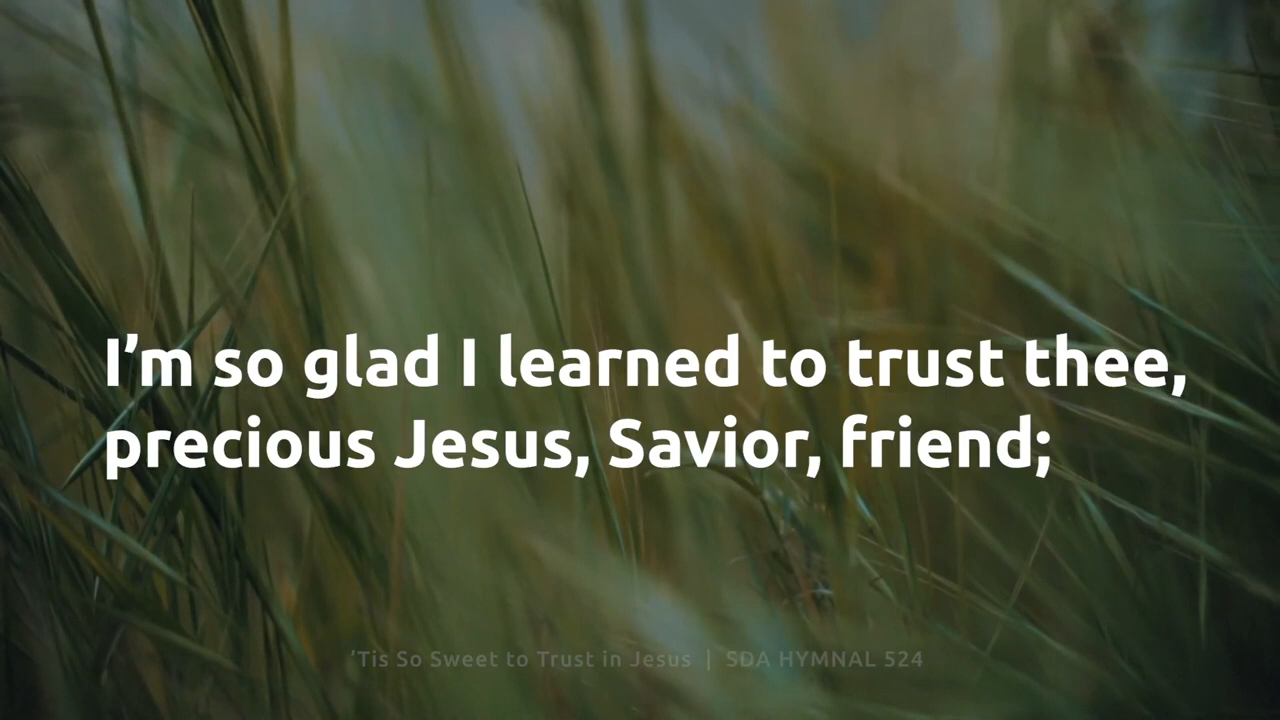 I’m so glad I learned to trust thee,
precious Jesus, Savior, friend;
’Tis So Sweet to Trust in Jesus | SDA HYMNAL 524